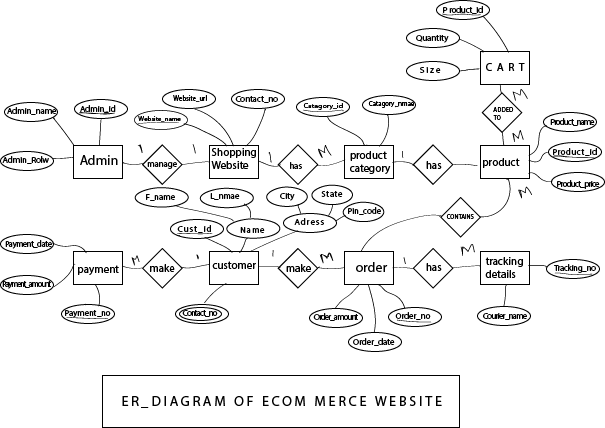 P roduct_id
Quantity
Size
C A R T
M
ADDED
TO
M
Admin_name
Admin_id
Admin_Rolw
Admin
1
manage
1
Website_url
Website_name
Contact_no
Shopping
Website
1
has
M
Catagory_id
Catagory_nmae
product
category
1
has
M
product
Product_name
Product_id
Product_price
M
CONTAINS
F_name
L_nmae
City
State
Cust_Id
Name
Adress
Pin_code
Payment_date
Payment_amount
Payment_no
payment
M
make
1
customer
Contact_no
1
make
M
order
Order_amount
Order_no
Order_date
1
has
M
tracking
details
Tracking_no
Courier_name
ER_DIAGRAM OF ECOM MERCE WEBSITE